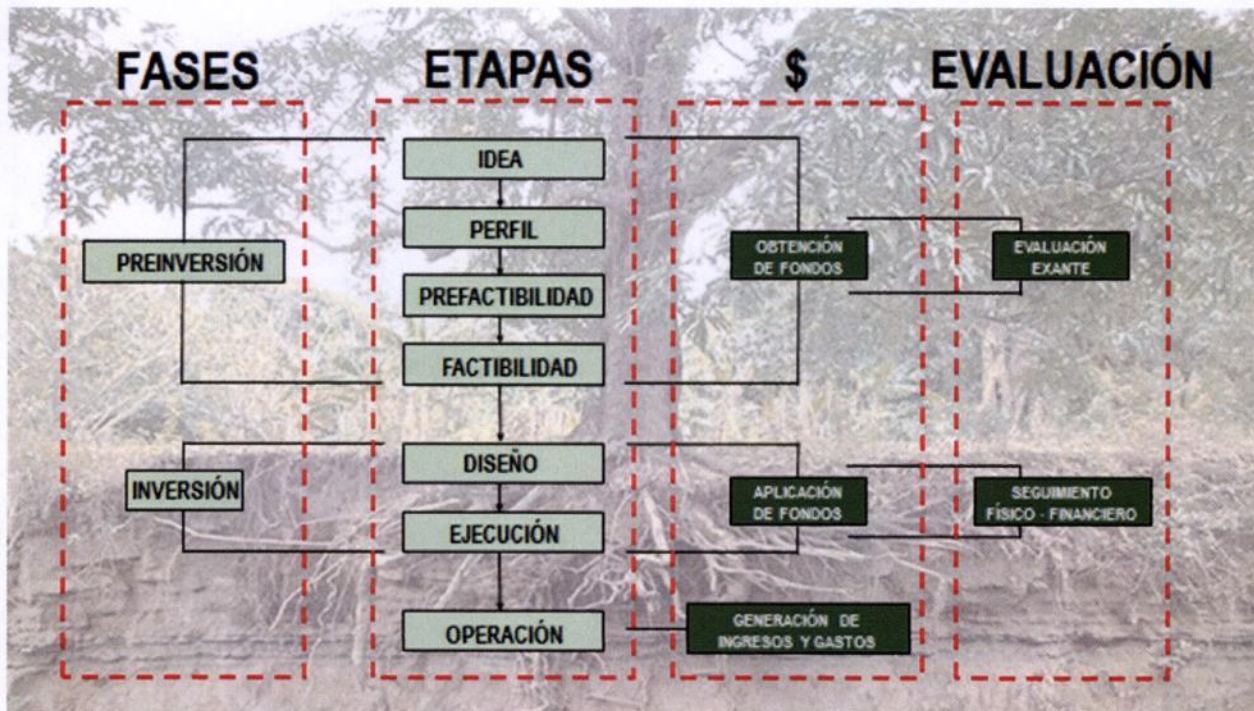 FASES
ETAPAS
$
EVALUACIÓN
IDEA
PERFIL
PREINVERSIÓN
OBTENCIÓN
DE FONDOS
EVALUACIÓN
EXANTE
PREFACTIBILIDAD
FACTIBILIDAD
DISEÑO
INVERSIÓN
APLICACIÓN
DE FONDOS
SEGUIMIENTO
FÍSICO - FINANCIERO
EJECUCIÓN
OPERACIÓN
GENERACIÓN DE
INGRESOS Y GASTOS